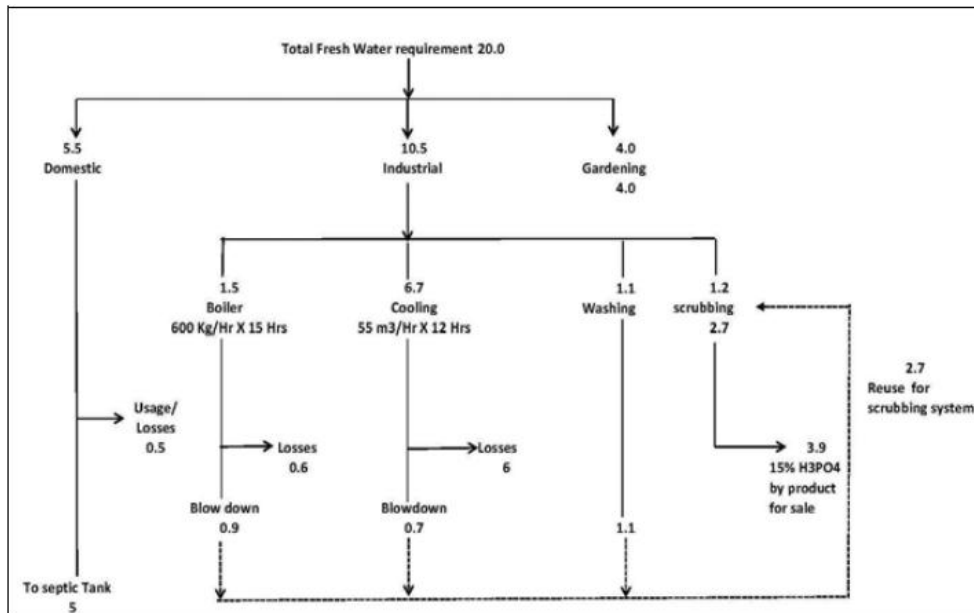 Total Fresh Water requirement 20.0
5.5
Domestic
10.5
Industrial
4.0
Gardening
4.0
1.5
Boiler
600 Kg/Hr X 15 Hrs
6.7
Cooling
55 m3/Hr X 12 Hrs
1.1
Washing
1.2
scrubbing
2.7
2.7
Reuse for
scrubbing system
Usage/
Losses
0.5
Losses
0.6
Losses
6
3.9
15% H3PO4
by product
for sale
Blow down
0.9
Blowdown
0.7
1.1
To septic Tank
5